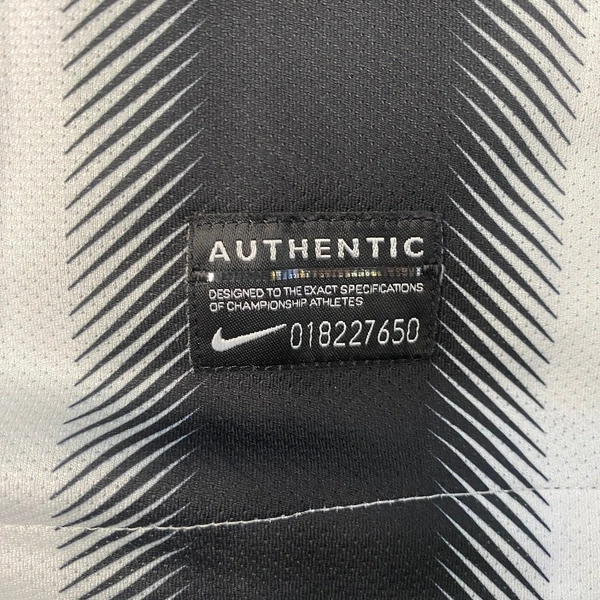 AUTHENTIC
DESIGNED TO THE EXACT SPECIFICATIONS
OF CHAMPIONSHIP ATHLETES
018227650